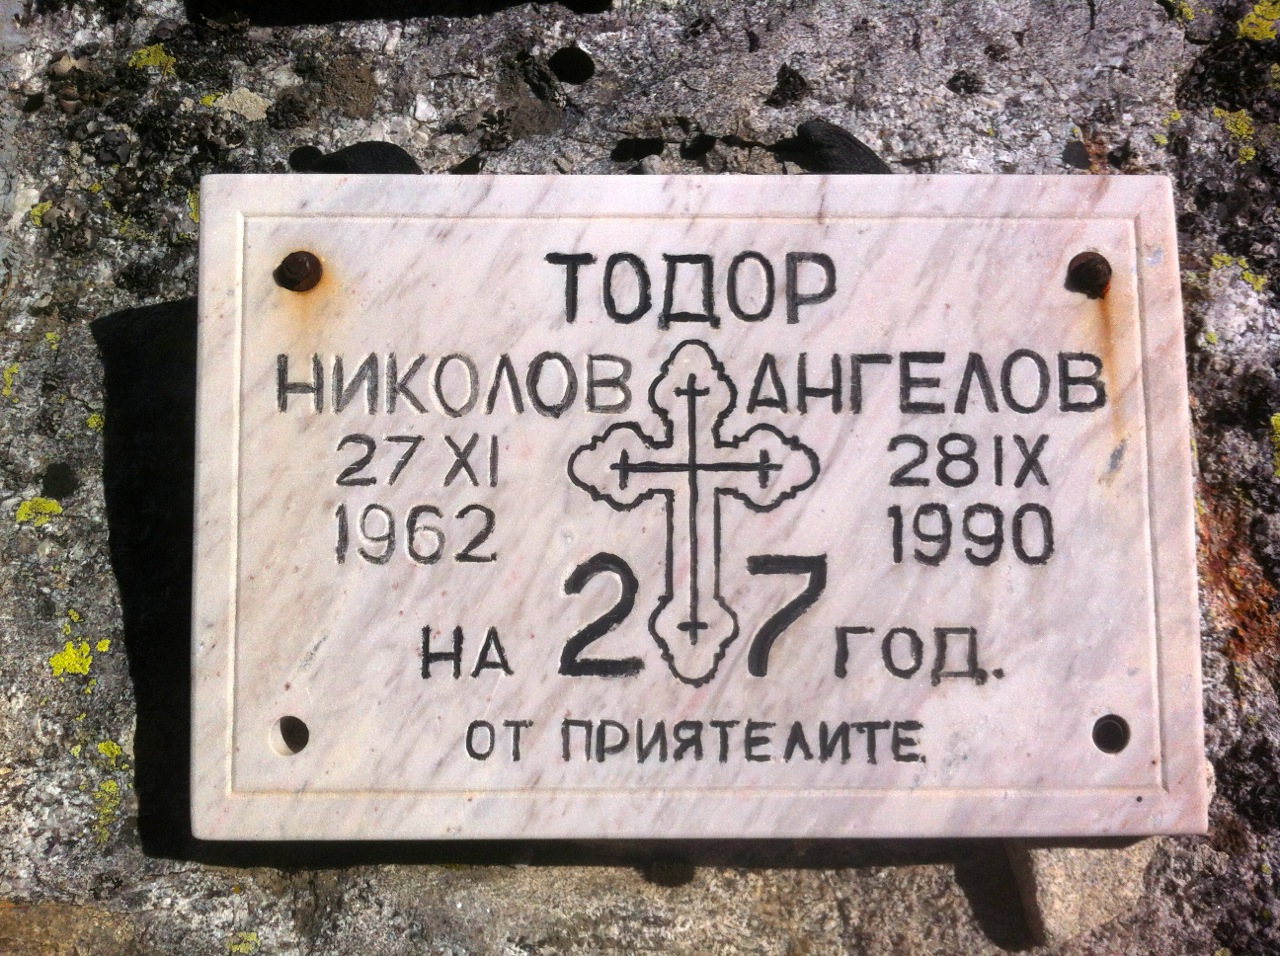 ТОДОР
НИКОЛОВ АНГЕЛОВ
27 XI 28 IX
1962 1990
НА 27 ГОД.
ОТ ПРИЯТЕЛИТЕ